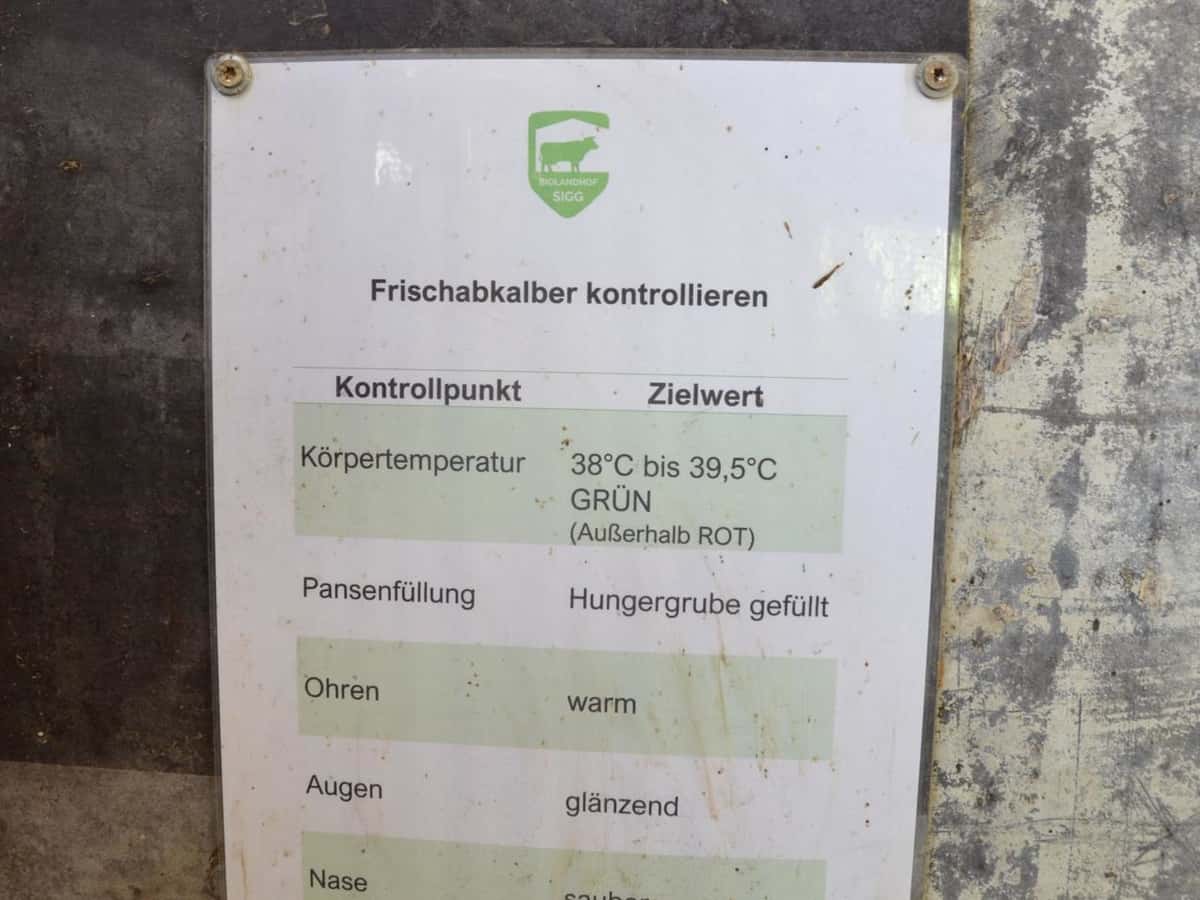 BIOLANDHOF
SIGG
Frischabkalber kontrollieren
Kontrollpunkt Zielwert
Körpertemperatur 38°C bis 39,5°C
GRÜN
(Außerhalb ROT)
Pansenfüllung Hungergrube gefüllt
Ohren warm
Augen glänzend
Nase